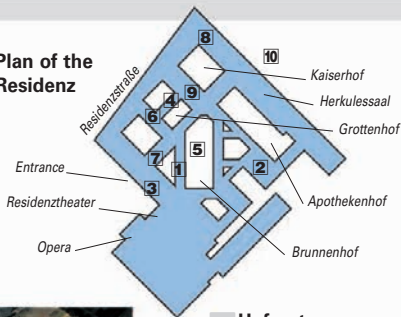 Plan of the
Residenz
Residenzstraße
8
10
9
4
6
5
7
1
2
3
Kaiserhof
Herkulessaal
Grottenhof
Entrance
Residenztheater
Opera
Apothekenhof
Brunnenhof